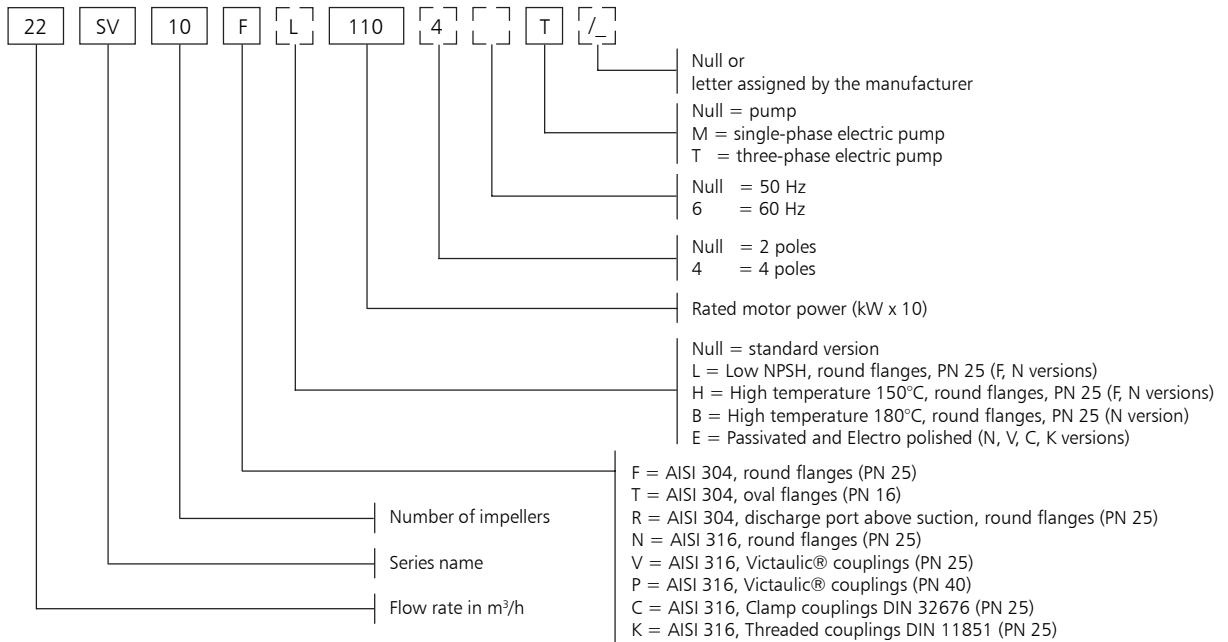 22 SV 10 F L 110 4 T /_
Null or
letter assigned by the manufacturer
Null = pump
M = single-phase electric pump
T = three-phase electric pump
Null = 50 Hz
6 = 60 Hz
Null = 2 poles
4 = 4 poles
Rated motor power (kW x 10)
Null = standard version
L = Low NPSH, round flanges, PN 25 (F, N versions)
H = High temperature 150°C, round flanges, PN 25 (F, N versions)
B = High temperature 180°C, round flanges, PN 25 (N version)
E = Passivated and Electro polished (N, V, C, K versions)
F = AISI 304, round flanges (PN 25)
T = AISI 304, oval flanges (PN 16)
R = AISI 304, discharge port above suction, round flanges (PN 25)
N = AISI 316, round flanges (PN 25)
V = AISI 316, Victaulic® couplings (PN 25)
P = AISI 316, Victaulic® couplings (PN 40)
C = AISI 316, Clamp couplings DIN 32676 (PN 25)
K = AISI 316, Threaded couplings DIN 11851 (PN 25)
Number of impellers
Series name
Flow rate in m³/h